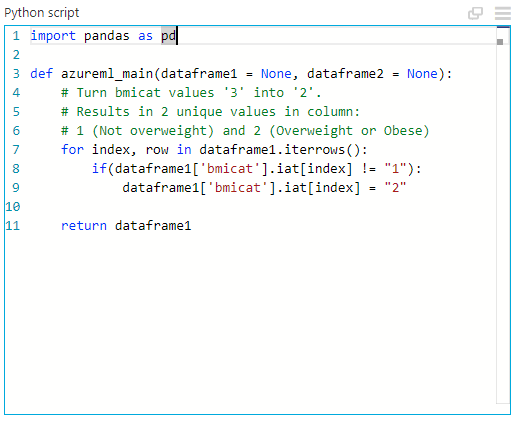 Python script
1 import pandas as pd
2
3 def azureml_main(dataframe1 = None, dataframe2 = None):
4     # Turn bmicat values '3' into '2'.
5     # Results in 2 unique values in column:
6     # 1 (Not overweight) and 2 (Overweight or Obese)
7     for index, row in dataframe1.iterrows():
8         if(dataframe1['bmicat'].iat[index] != "1"):
9             dataframe1['bmicat'].iat[index] = "2"
10
11     return dataframe1